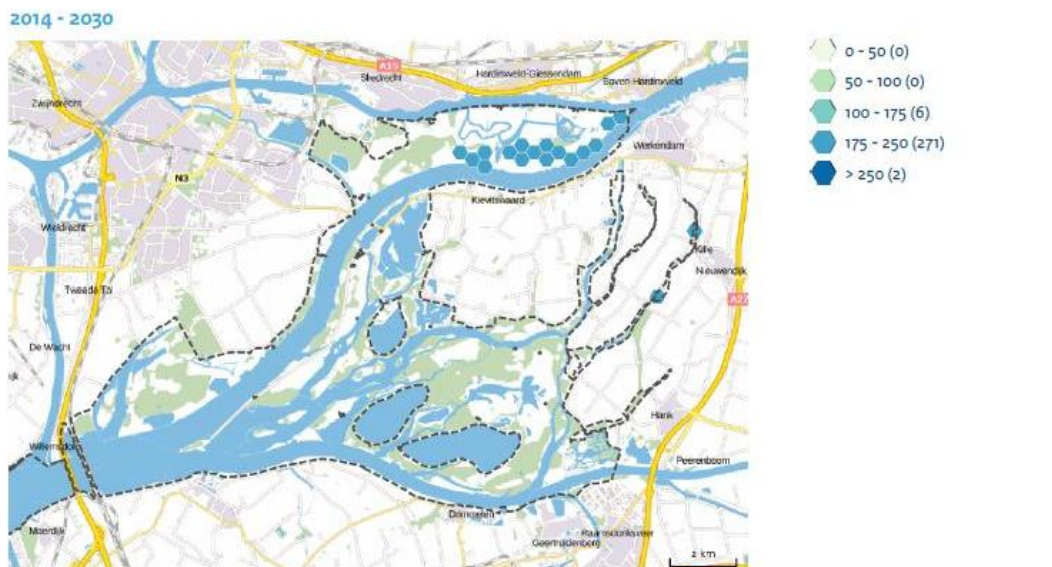 2014 - 2030
0 - 50 (0)
50 - 100 (0)
100 - 175 (6)
175 - 250 (271)
> 250 (2)
A15
Sliedrecht
Hardinxveld-Giessendam
Boven-Hardinxveld
Zwijndrecht
Werkendam
N3
Kievitswaard
Wieldrecht
Kille
Nieuwendijk
Tweede Tol
A27
De Wacht
Hank
Willemsdorp
Peerenboom
Drimmelen
Moerdijk
Raamsdonksveer
Geertruidenberg
2 km